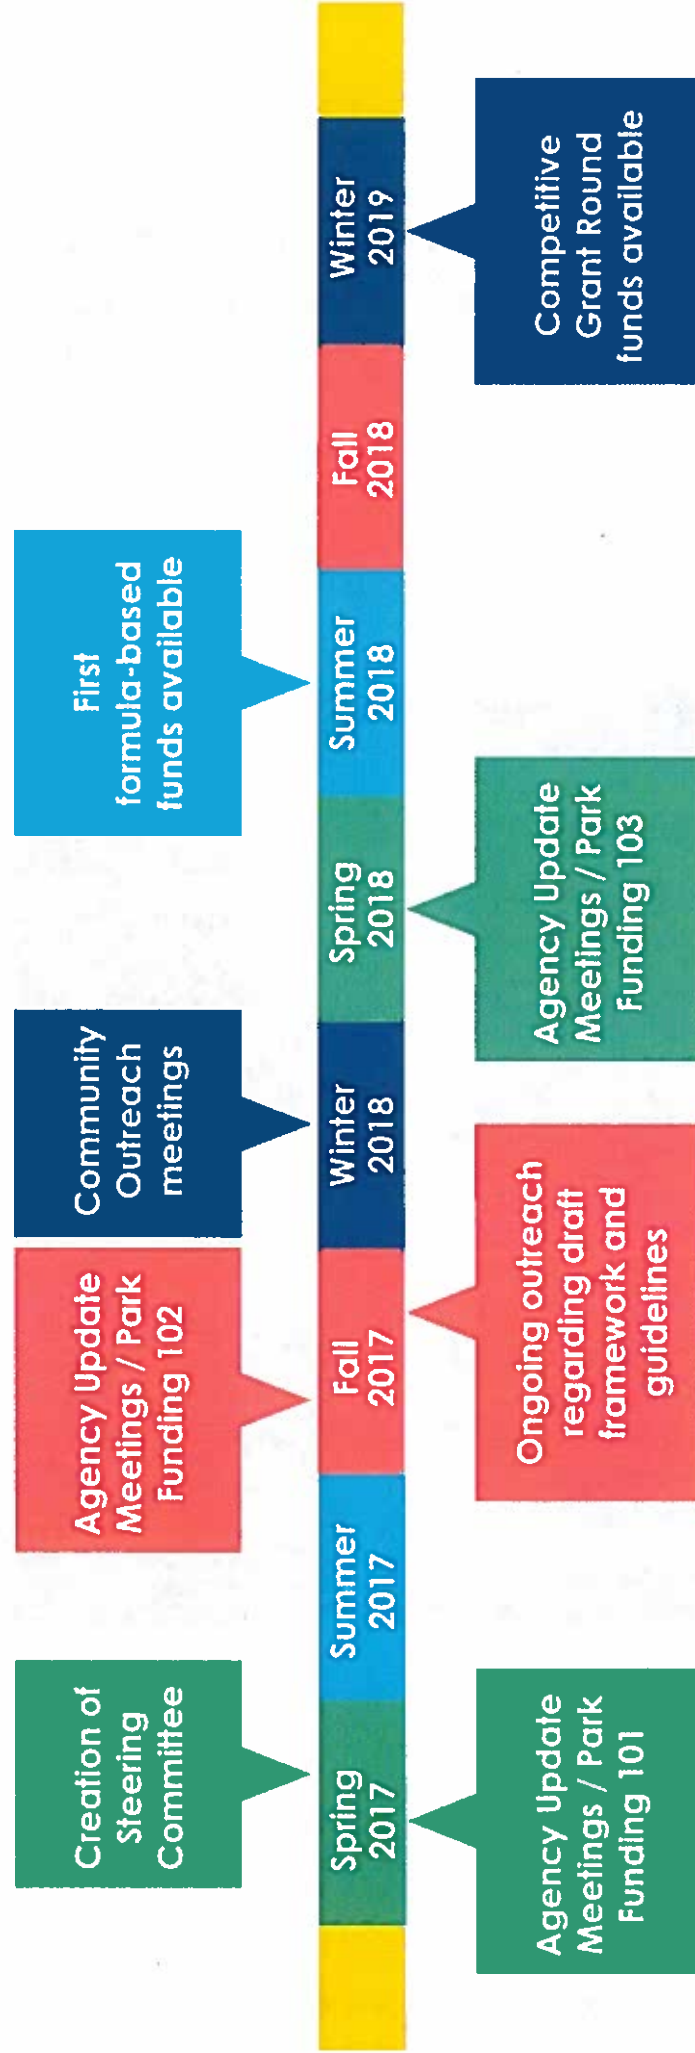 Creation of
Steering
Committee
Agency Update
Meetings / Park
Funding 102
Community
Outreach
meetings
First
formula-based
funds available
Spring
2017
Summer
2017
Fall
2017
Winter
2018
Spring
2018
Summer
2018
Fall
2018
Winter
2019
Agency Update
Meetings / Park
Funding 101
Ongoing outreach
regarding draft
framework and
guidelines
Agency Update
Meetings / Park
Funding 103
Competitive
Grant Round
funds available